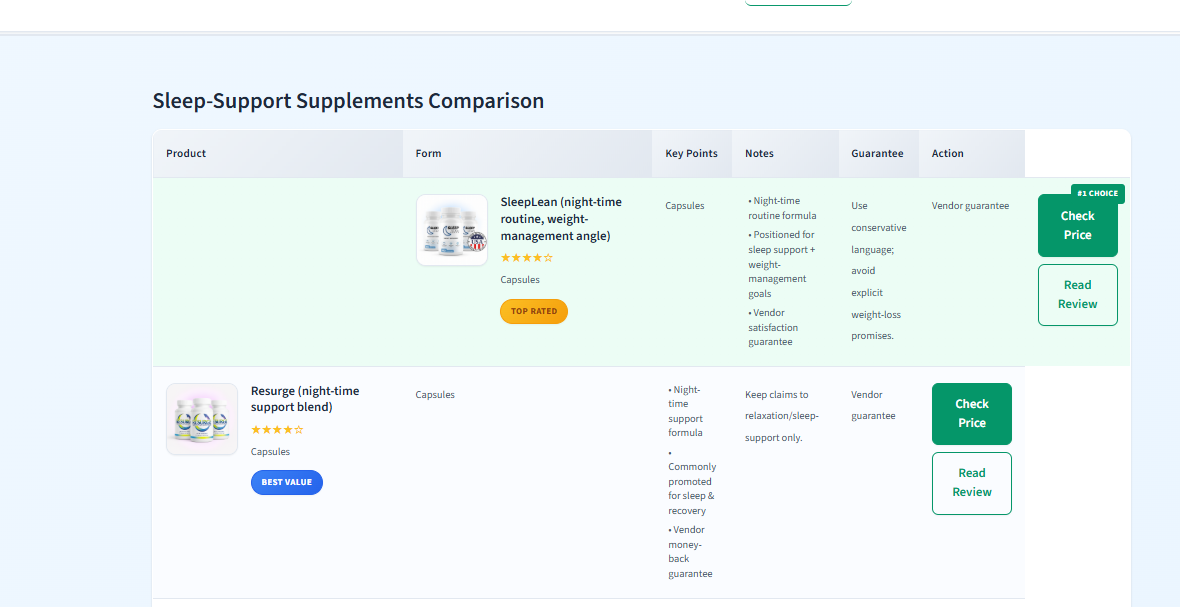 Sleep-Support Supplements Comparison
Product
Form
Key Points
Notes
Guarantee
Action
#1 CHOICE
SleepLean (night-time
routine, weight-
management angle)
★★★★☆
Capsules
TOP RATED
Capsules
• Night-time
routine formula
• Positioned for
sleep support +
weight-
management
goals
• Vendor
satisfaction
guarantee
Use
conservative
language;
avoid
explicit
weight-loss
promises.
Vendor guarantee
Check
Price
Read
Review
Resurge (night-time
support blend)
★★★★☆
Capsules
BEST VALUE
Capsules
• Night-
time
support
formula
•
Commonly
promoted
for sleep &
recovery
• Vendor
money-
back
guarantee
Keep claims to
relaxation/sleep-
support only.
Vendor
guarantee
Check
Price
Read
Review